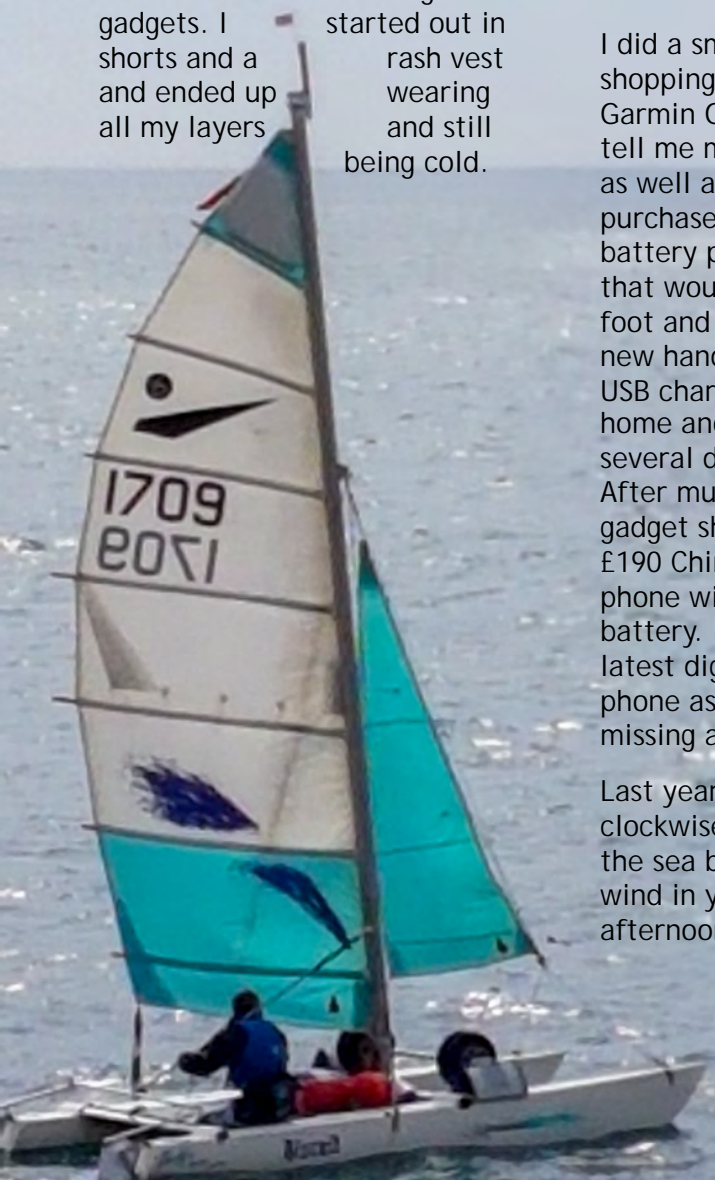 gadgets. I started out in
shorts and a rash vest
and ended up wearing
all my layers and still
being cold.
I did a sm
shopping
Garmin
tell me
as well a
purchase
battery p
that wou
foot and
new hand
USB char
home and
several d
After mu
gadget sh
£190 Chi
phone wi
battery.
latest dig
phone as
missing a
Last year
clockwise
the sea b
wind in y
afternoo
1709
1709